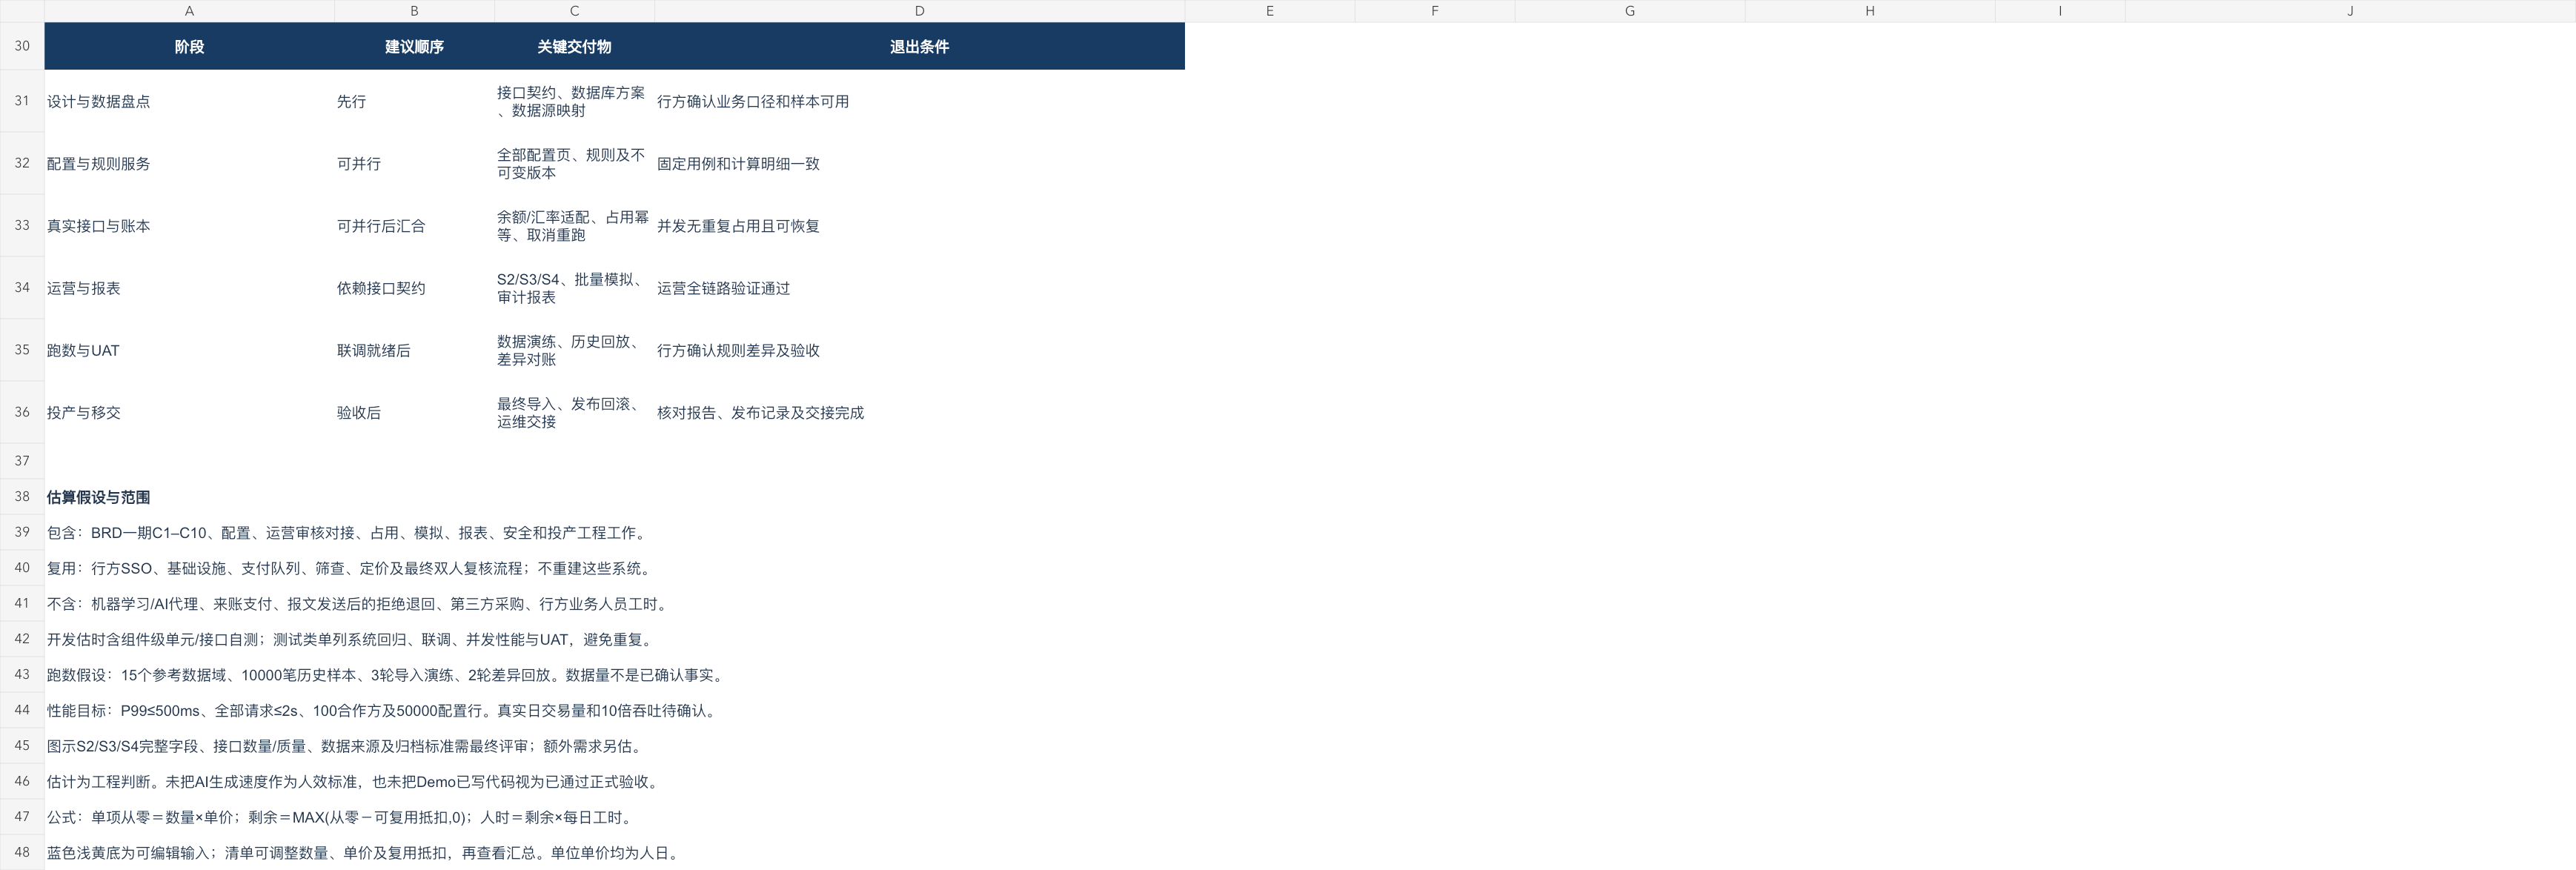 A B C D E F G H I J
30 阶段 建议顺序 关键交付物 退出条件
31 设计与数据盘点 先行 接口契约、数据库方案
、数据源映射 行方确认业务口径和样本可用
32 配置与规则服务 可并行 全部配置页、规则及不
可变版本 固定用例和计算明细一致
33 真实接口与账本 可并行后汇合 余额/汇率适配、占用幂
等、取消重跑 并发无重复占用且可恢复
34 运营与报表 依赖接口契约 S2/S3/S4、批量模拟、
审计报表 运营全链路验证通过
35 跑数与UAT 联调就绪后 数据演练、历史回放、
差异对账 行方确认规则差异及验收
36 投产与移交 验收后 最终导入、发布回滚、
运维交接 核对报告、发布记录及交接完成
37
38 估算假设与范围
39 包含：BRD一期C1–C10、配置、运营审核对接、占用、模拟、报表、安全和投产工程工作。
40 复用：行方SSO、基础设施、支付队列、筛查、定价及最终双人复核流程；不重建这些系统。
41 不含：机器学习/AI代理、来账支付、报文发送后的拒绝退回、第三方采购、行方业务人员工时。
42 开发估时含组件级单元/接口自测；测试类单列系统回归、联调、并发性能与UAT，避免重复。
43 跑数假设：15个参考数据域、10000笔历史样本、3轮导入演练、2轮差异回放。数据量不是已确认事实。
44 性能目标：P99≤500ms、全部请求≤2s、100合作方及50000配置行。真实日交易量和10倍吞吐待确认。
45 图示S2/S3/S4完整字段、接口数量/质量、数据来源及归档标准需最终评审；额外需求另估。
46 估计为工程判断。未把AI生成速度作为人效标准，也未把Demo已写代码视为已通过正式验收。
47 公式：单项从零＝数量×单价；剩余＝MAX(从零－可复用抵扣,0)；人时＝剩余×每日工时。
48 蓝色浅黄底为可编辑输入；清单可调整数量、单价及复用抵扣，再查看汇总。单位单价均为人日。